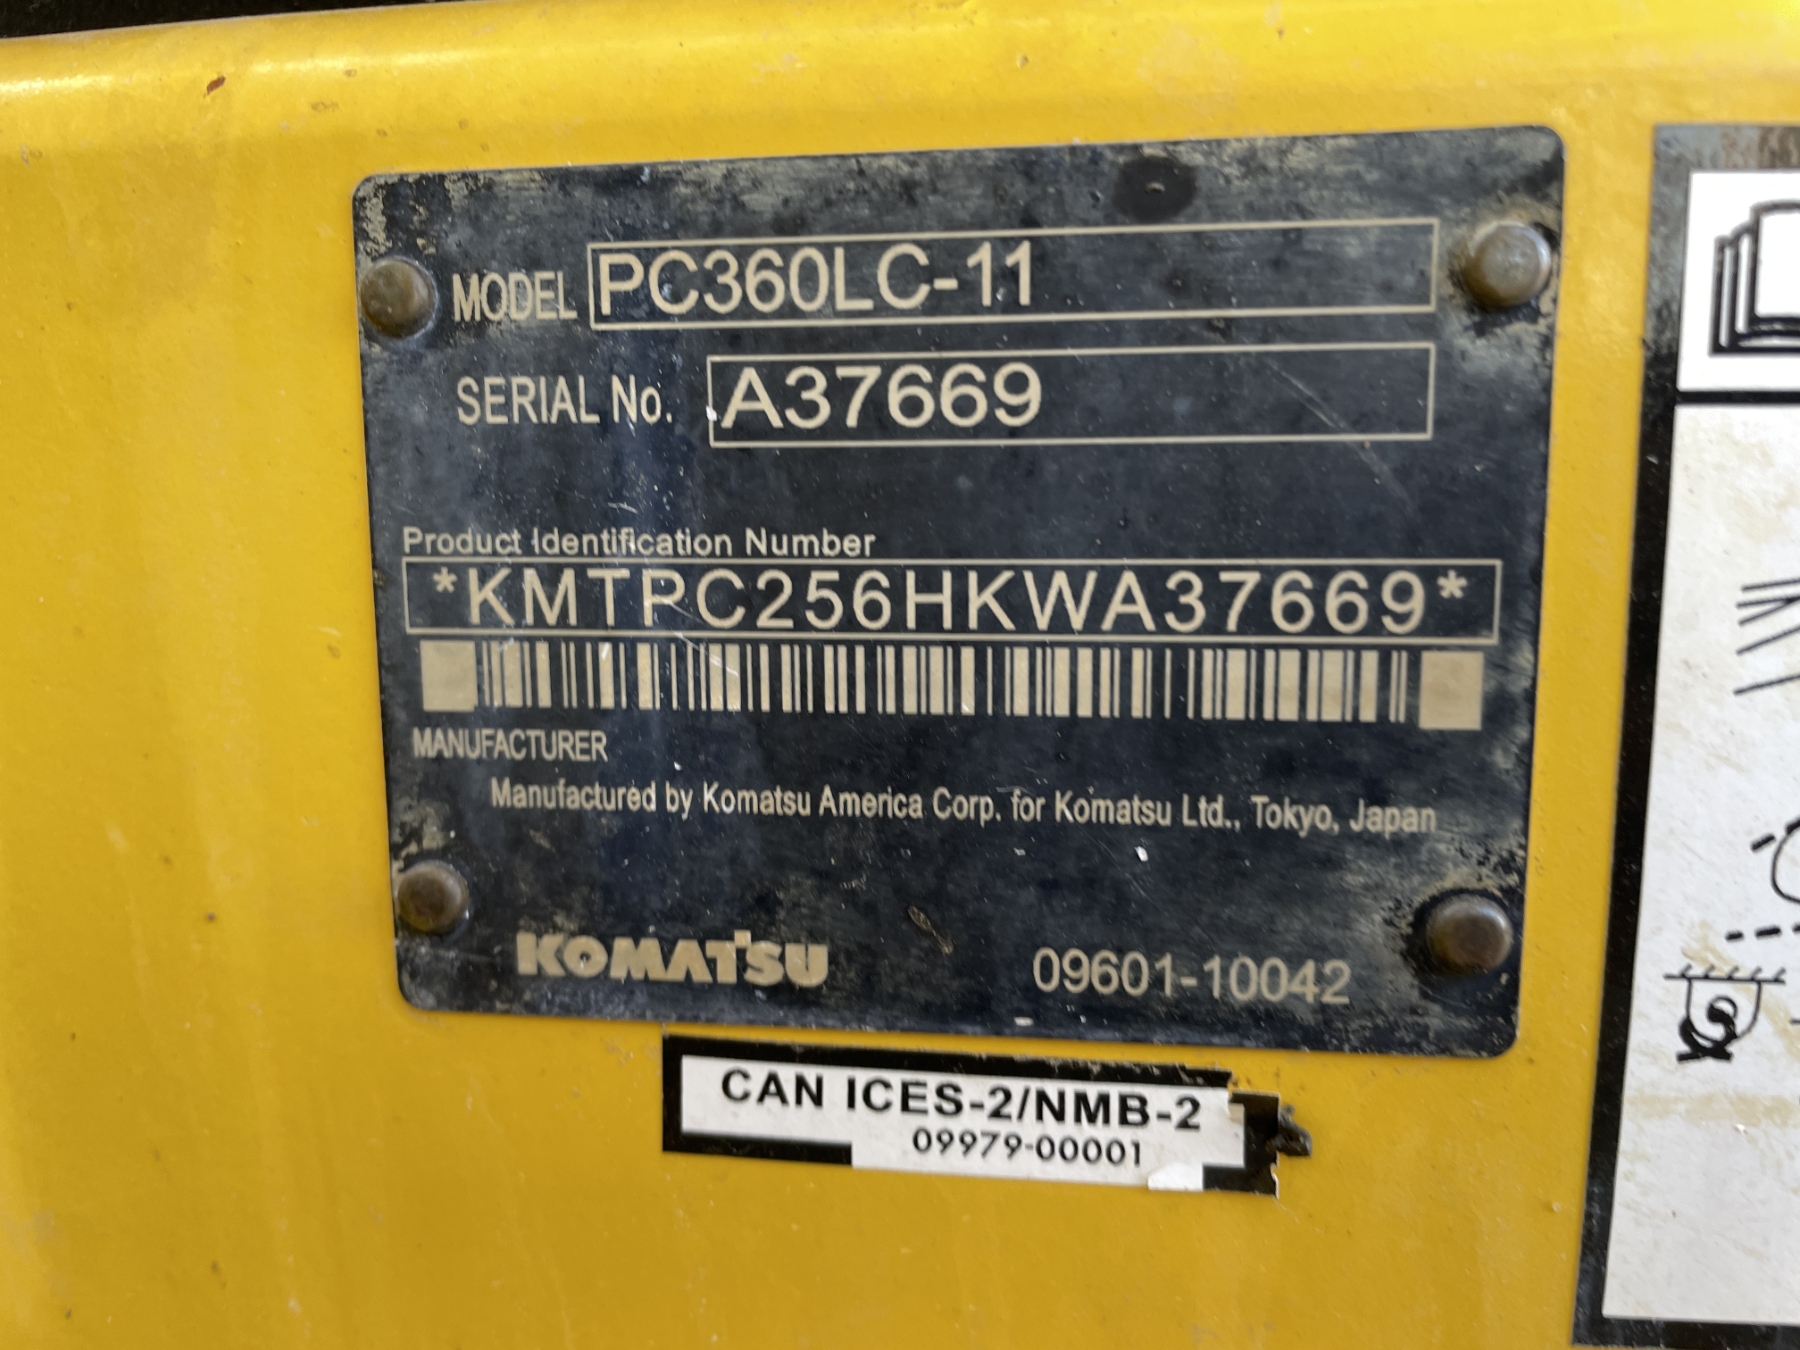 MODEL PC360LC-11
SERIAL No. A37669
Product Identification Number
*KMTPC256HKWA37669*
MANUFACTURER
Manufactured by Komatsu America Corp. for Komatsu Ltd., Tokyo, Japan
KOMATSU 09601-10042
CAN ICES-2/NMB-2
09979-00001